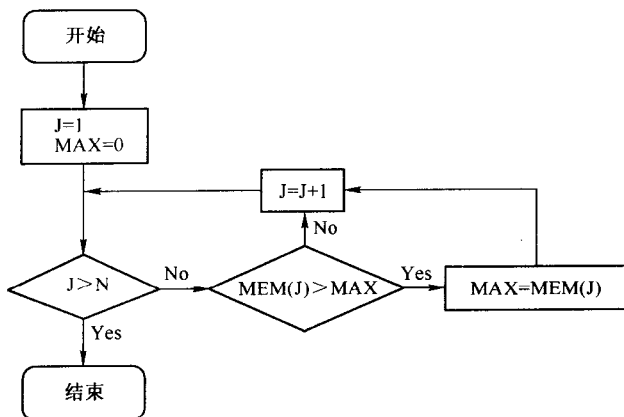 开始
J=1
MAX=0
J=J+1
No
J＞N
No
MEM(J)＞MAX
Yes
MAX=MEM(J)
Yes
结束